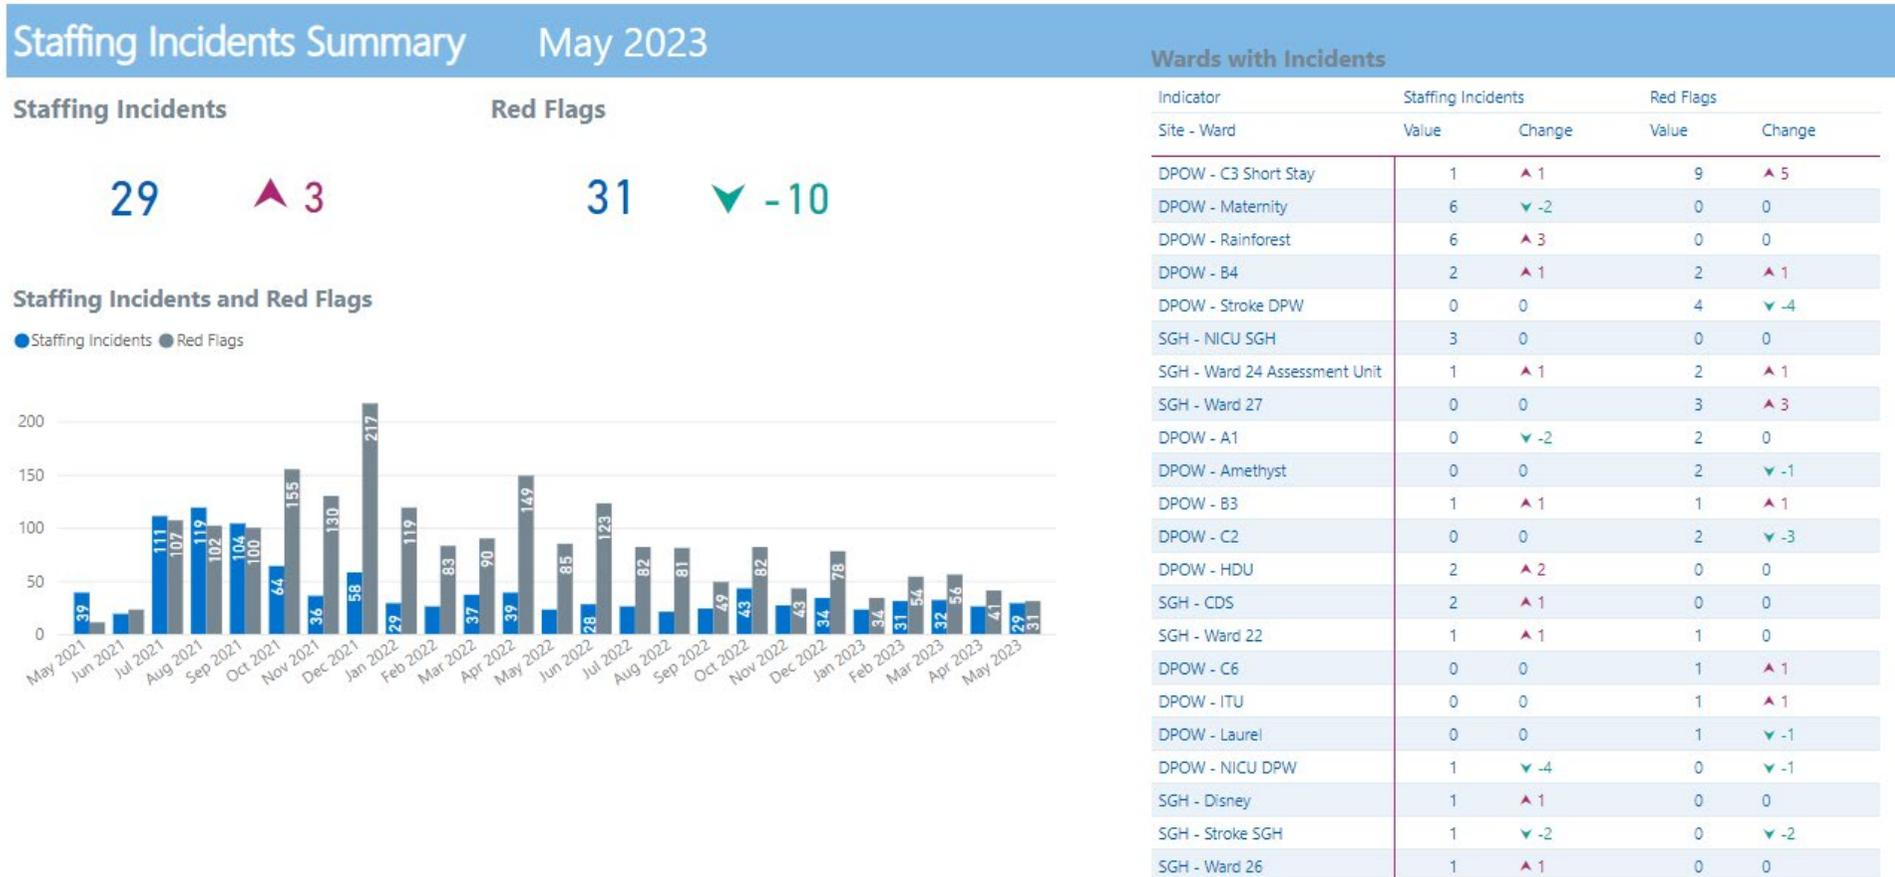 Staffing Incidents Summary May 2023
Staffing Incidents
Red Flags
29 3
31 -10
Staffing Incidents and Red Flags
Staffing Incidents Red Flags
200
150
100
50
0
39
111 107
119 102
104 100
64 155
36 130
58 217
29 119
83
37 90
39 149
85
28 123
82
81
49
43 82
43
34 78
34
31 54
32 56
41
29 31
May 2021
Jun 2021
Jul 2021
Aug 2021
Sep 2021
Oct 2021
Nov 2021
Dec 2021
Jan 2022
Feb 2022
Mar 2022
Apr 2022
May 2022
Jun 2022
Jul 2022
Aug 2022
Sep 2022
Oct 2022
Nov 2022
Dec 2022
Jan 2023
Feb 2023
Mar 2023
Apr 2023
May 2023
Wards with Incidents
Indicator Staffing Incidents Red Flags
Site - Ward Value Change Value Change
DPOW - C3 Short Stay 1 1 9 5
DPOW - Maternity 6 -2 0 0
DPOW - Rainforest 6 3 0 0
DPOW - B4 2 1 2 1
DPOW - Stroke DPW 0 0 4 -4
SGH - NICU SGH 3 0 0 0
SGH - Ward 24 Assessment Unit 1 1 2 1
SGH - Ward 27 0 0 3 3
DPOW - A1 0 -2 2 0
DPOW - Amethyst 0 0 2 -1
DPOW - B3 1 1 1 1
DPOW - C2 0 0 2 -3
DPOW - HDU 2 2 0 0
SGH - CDS 2 1 0 0
SGH - Ward 22 1 1 1 0
DPOW - C6 0 0 1 1
DPOW - ITU 0 0 1 1
DPOW - Laurel 0 0 1 -1
DPOW - NICU DPW 1 -4 0 -1
SGH - Disney 1 1 0 0
SGH - Stroke SGH 1 -2 0 -2
SGH - Ward 26 1 1 0 0